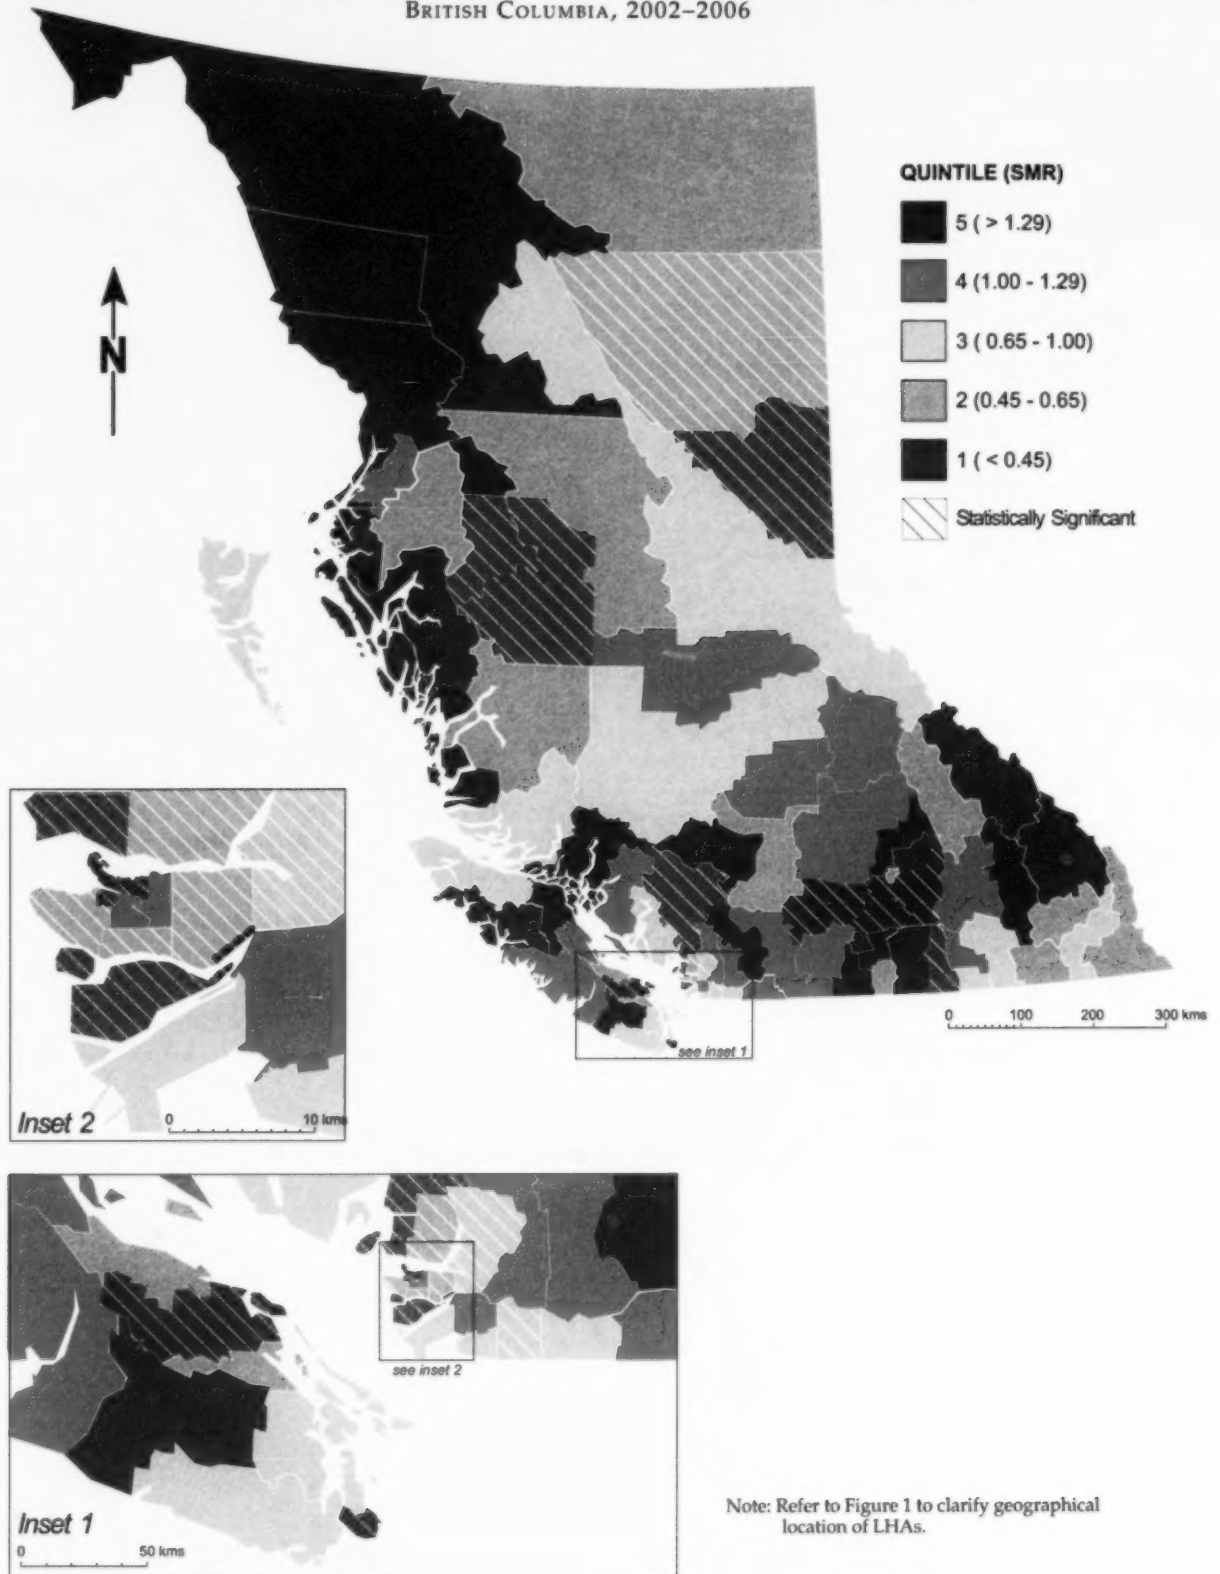 BRITISH COLUMBIA, 2002–2006
QUINTILE (SMR)
5 ( > 1.29)
4 (1.00 - 1.29)
3 ( 0.65 - 1.00)
2 (0.45 - 0.65)
1 ( < 0.45)
Statistically Significant
N
0 100 200 300 kms
see inset 1
Inset 2
0 10 kms
see inset 2
Inset 1
0 50 kms
Note: Refer to Figure 1 to clarify geographical
location of LHAs.